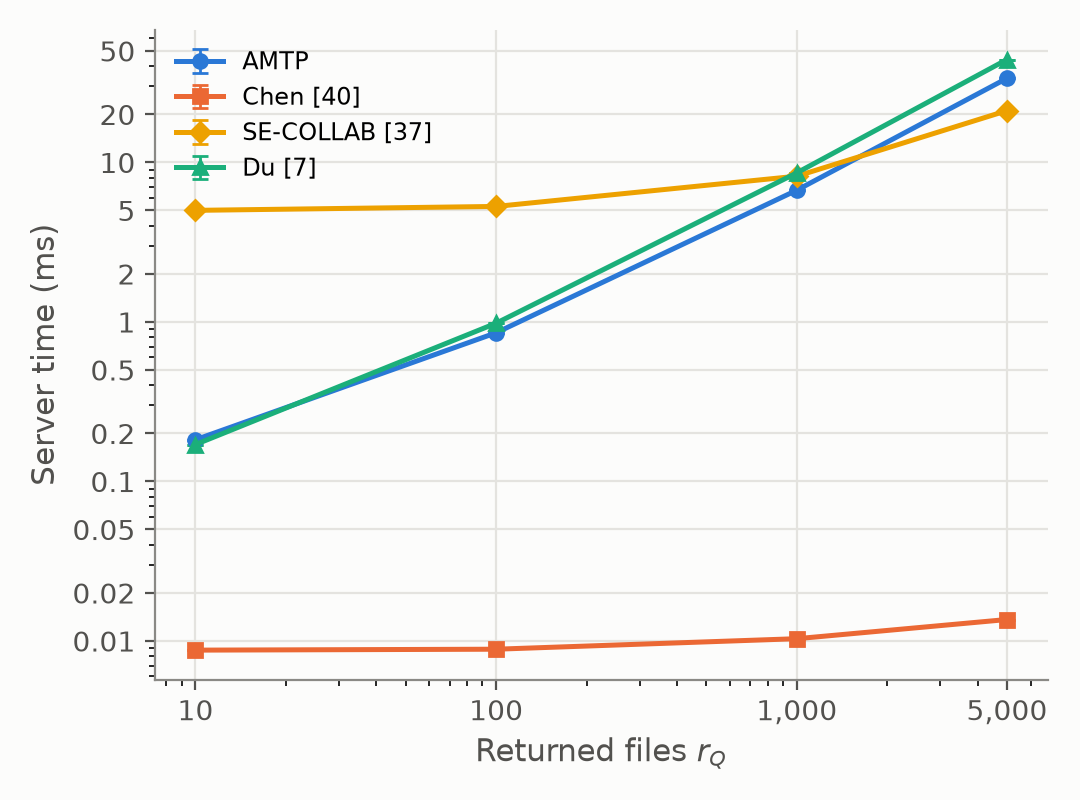 AMTP
Chen [40]
SE-COLLAB [37]
Du [7]
50
20
10
5
2
1
0.5
0.2
0.1
0.05
0.02
0.01
Server time (ms)
10 100 1,000 5,000
Returned files r_Q